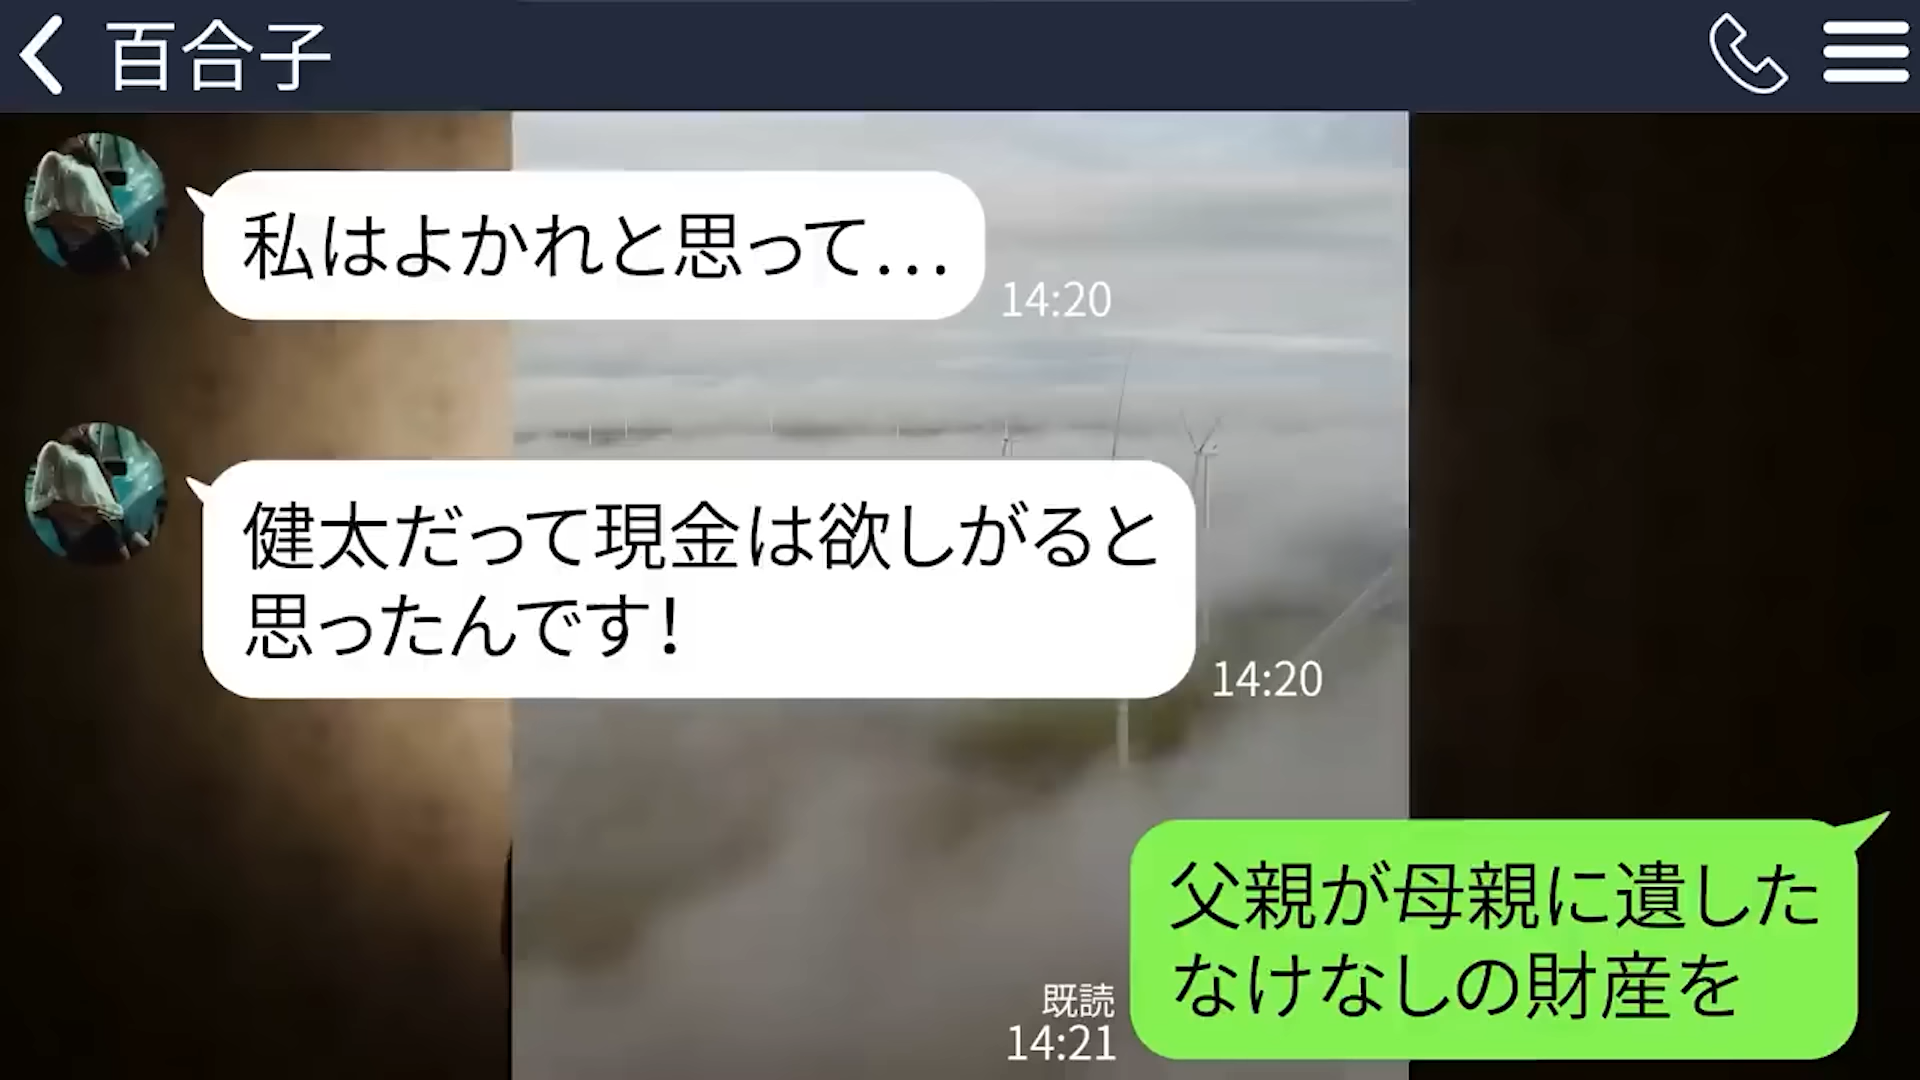 百合子
私はよかれと思って…
14:20
健太だって現金は欲しがると
思ったんです!
14:20
父親が母親に遺した
なけなしの財産を
既読
14:21